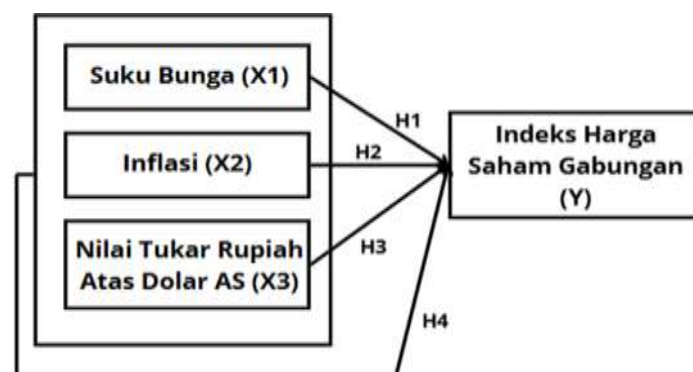 Suku Bunga (X1)
H1
Inflasi (X2)
H2
Indeks Harga
Saham Gabungan
(Y)
Nilai Tukar Rupiah
Atas Dolar AS (X3)
H3
H4